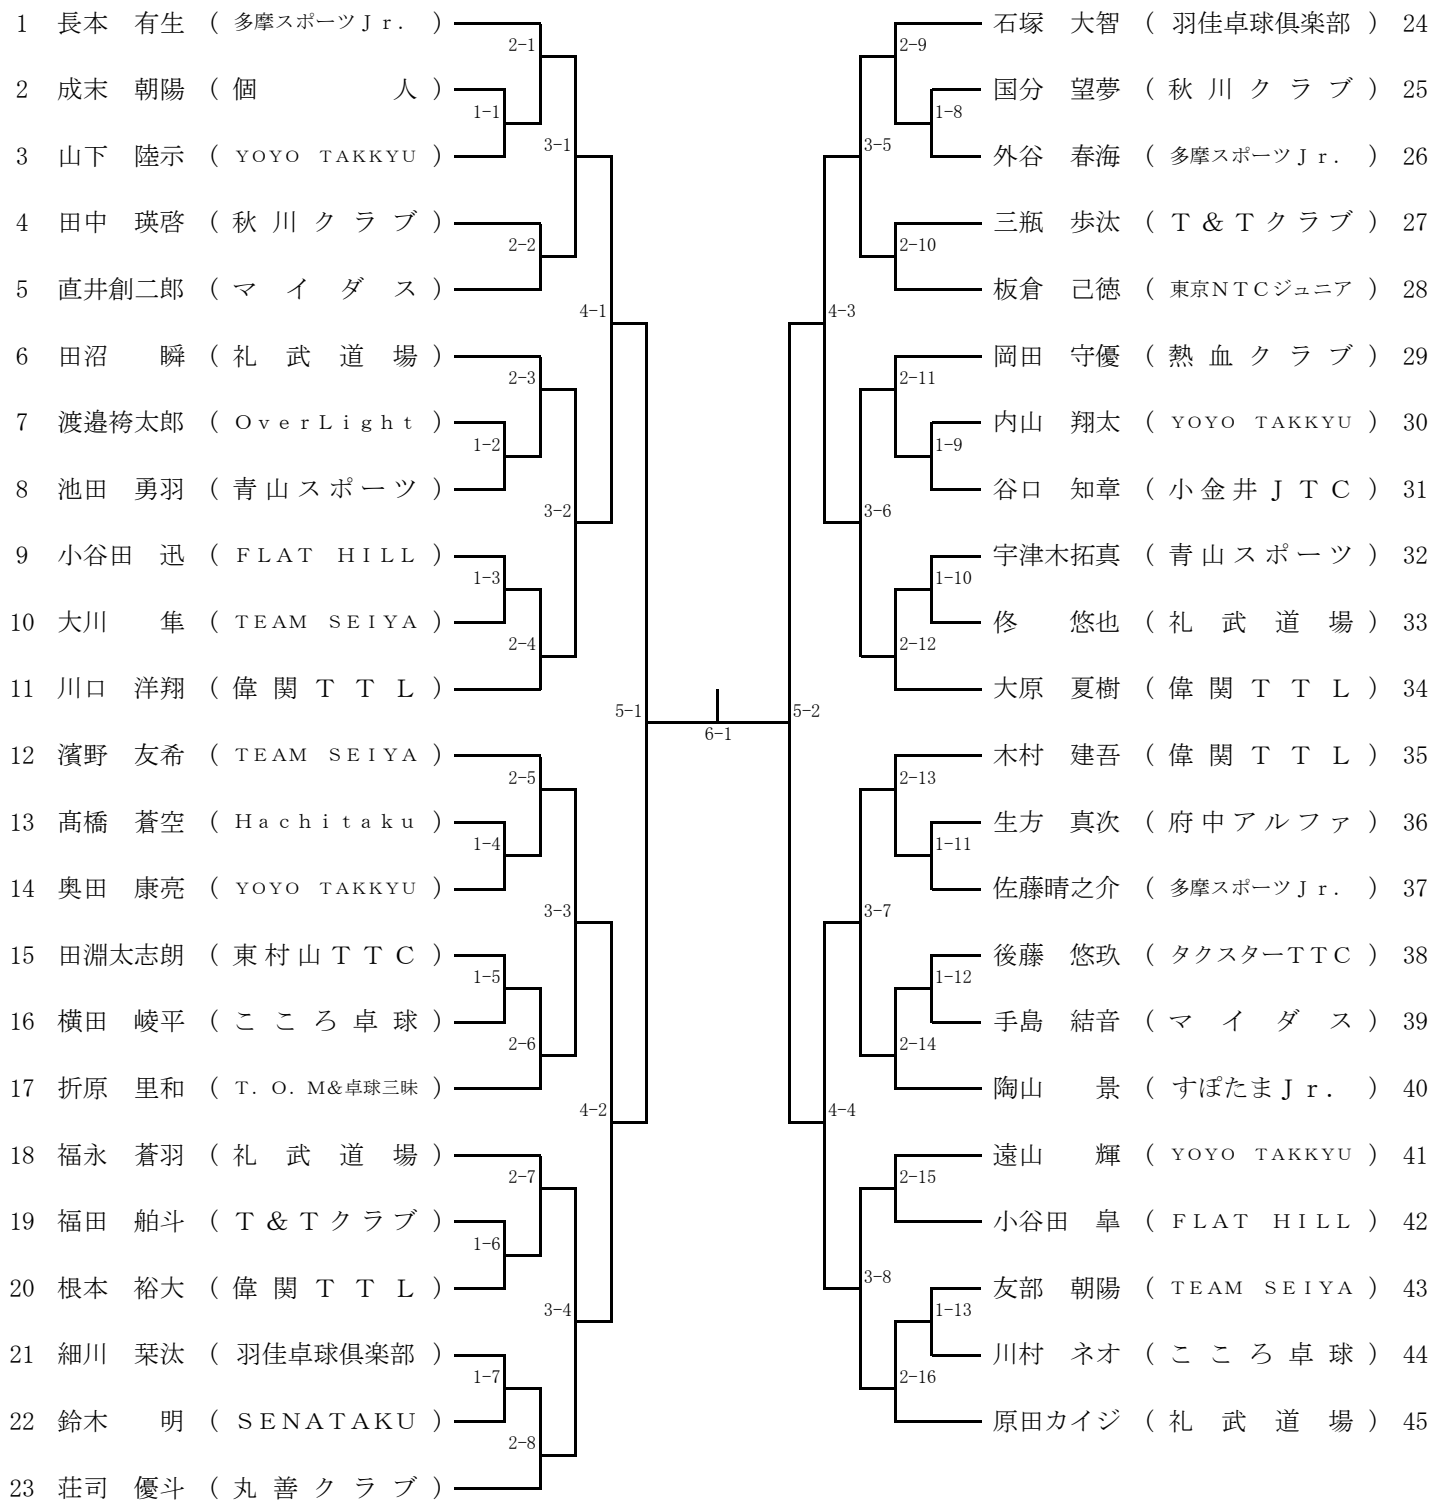 1 長本 有生 ( 多摩スポーツＪｒ. )
2 成末 朝陽 ( 個 人 )
3 山下 陸示 ( YOYO TAKKYU )
4 田中 瑛啓 ( 秋川クラブ )
5 直井創二郎 ( マイダス )
6 田沼 瞬 ( 礼武道場 )
7 渡邉袴太郎 ( OverLight )
8 池田 勇羽 ( 青山スポーツ )
9 小谷田 迅 ( FLAT HILL )
10 大川 隼 ( TEAM SEIYA )
11 川口 洋翔 ( 偉関ＴＴＬ )
12 濱野 友希 ( TEAM SEIYA )
13 髙橋 蒼空 ( Hachitaku )
14 奥田 康亮 ( YOYO TAKKYU )
15 田淵太志朗 ( 東村山ＴＴＣ )
16 横田 崚平 ( こころ卓球 )
17 折原 里和 ( T. O. M&卓球三昧 )
18 福永 蒼羽 ( 礼武道場 )
19 福田 舶斗 ( Ｔ＆Ｔクラブ )
20 根本 裕大 ( 偉関ＴＴＬ )
21 細川 琹汰 ( 羽佳卓球倶楽部 )
22 鈴木 明 ( SENATAKU )
23 荘司 優斗 ( 丸善クラブ )
2-1
1-1
3-1
2-2
4-1
2-3
1-2
3-2
1-3
2-4
5-1
2-5
1-4
3-3
1-5
2-6
4-2
2-7
1-6
3-4
1-7
2-8
6-1
2-9
1-8
3-5
2-10
4-3
2-11
1-9
3-6
1-10
2-12
5-2
2-13
1-11
3-7
1-12
2-14
4-4
2-15
3-8
1-13
2-16
石塚 大智 ( 羽佳卓球倶楽部 ) 24
国分 望夢 ( 秋川クラブ ) 25
外谷 春海 ( 多摩スポーツＪｒ. ) 26
三瓶 歩汰 ( Ｔ＆Ｔクラブ ) 27
板倉 己徳 ( 東京ＮＴＣジュニア ) 28
岡田 守優 ( 熱血クラブ ) 29
内山 翔太 ( YOYO TAKKYU ) 30
谷口 知章 ( 小金井ＪＴＣ ) 31
宇津木拓真 ( 青山スポーツ ) 32
佟 悠也 ( 礼武道場 ) 33
大原 夏樹 ( 偉関ＴＴＬ ) 34
木村 建吾 ( 偉関ＴＴＬ ) 35
生方 真次 ( 府中アルファ ) 36
佐藤晴之介 ( 多摩スポーツＪｒ. ) 37
後藤 悠玖 ( タクスターＴＴＣ ) 38
手島 結音 ( マイダス ) 39
陶山 景 ( すぽたまＪｒ. ) 40
遠山 輝 ( YOYO TAKKYU ) 41
小谷田 皐 ( FLAT HILL ) 42
友部 朝陽 ( TEAM SEIYA ) 43
川村 ネオ ( こころ卓球 ) 44
原田カイジ ( 礼武道場 ) 45